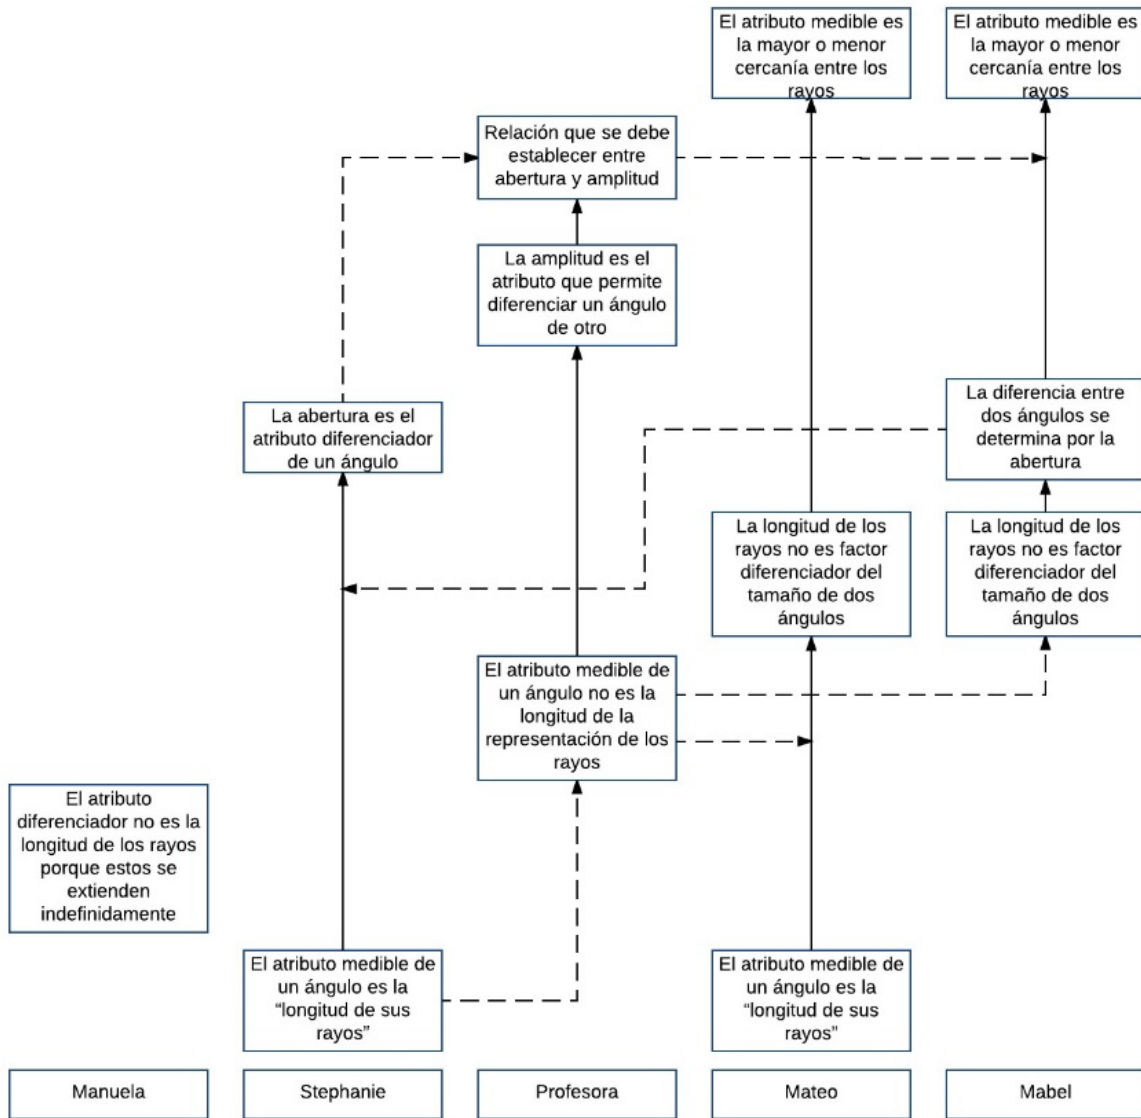 El atributo medible es
la mayor o menor
cercanía entre los
rayos
El atributo medible es
la mayor o menor
cercanía entre los
rayos
Relación que se debe
establecer entre
abertura y amplitud
La amplitud es el
atributo que permite
diferenciar un ángulo
de otro
La abertura es el
atributo diferenciador
de un ángulo
La diferencia entre
dos ángulos se
determina por la
abertura
La longitud de los
rayos no es factor
diferenciador del
tamaño de dos
ángulos
La longitud de los
rayos no es factor
diferenciador del
tamaño de dos
ángulos
El atributo medible de
un ángulo no es la
longitud de la
representación de los
rayos
El atributo
diferenciador no es la
longitud de los rayos
porque estos se
extienden
indefinidamente
El atributo medible de
un ángulo es la
“longitud de sus
rayos”
El atributo medible de
un ángulo es la
“longitud de sus
rayos”
Manuela
Stephanie
Profesora
Mateo
Mabel